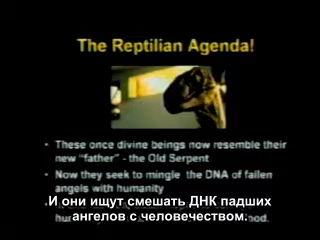 The Reptilian Agenda!
• These once divine beings now resemble their
new “father” - the Old Serpent
• Now they seek to mingle the DNA of fallen
angels with humanity
И они ищут смешать ДНК падших
ангелов с человечеством.